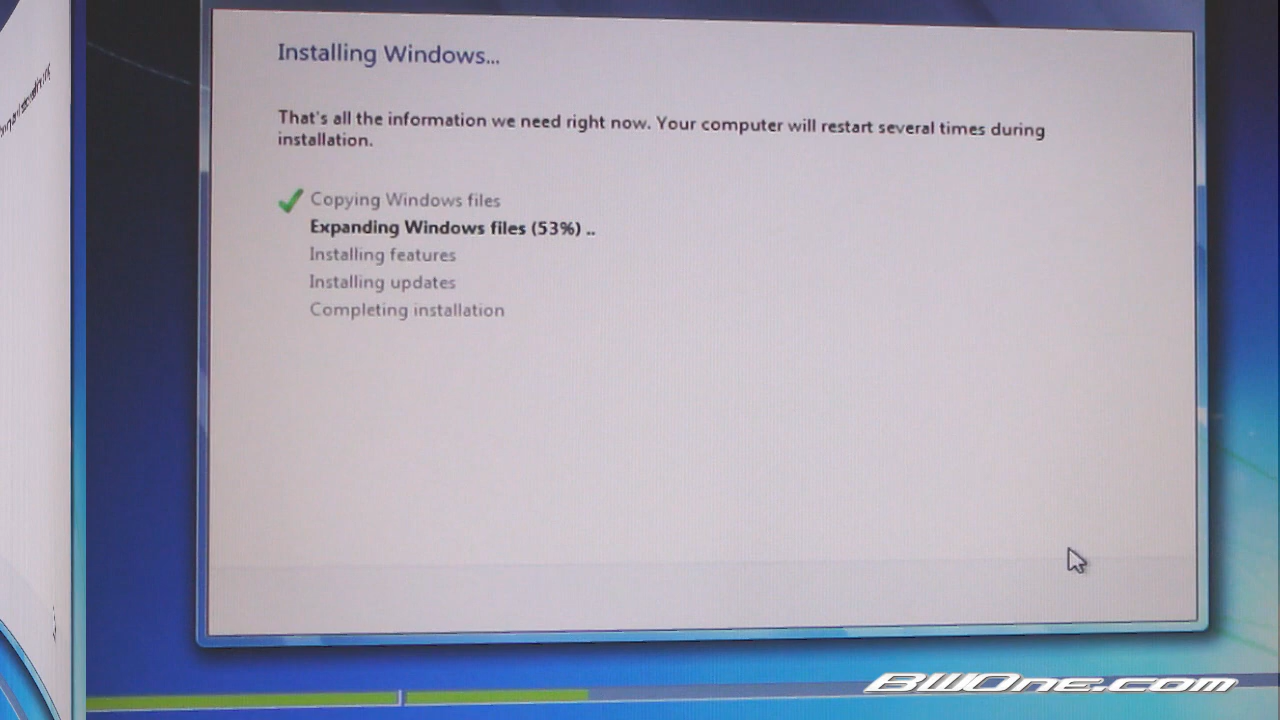 Installing Windows...
That's all the information we need right now. Your computer will restart several times during
installation.
Copying Windows files
Expanding Windows files (53%) ..
Installing features
Installing updates
Completing installation
BWOne.com